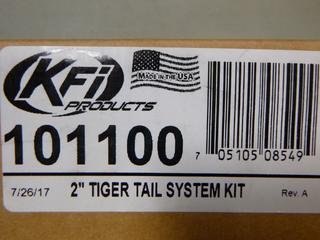 KFi
PRODUCTS
MADE IN THE USA
101100
7 05105 08549
7/26/17 2" TIGER TAIL SYSTEM KIT Rev. A